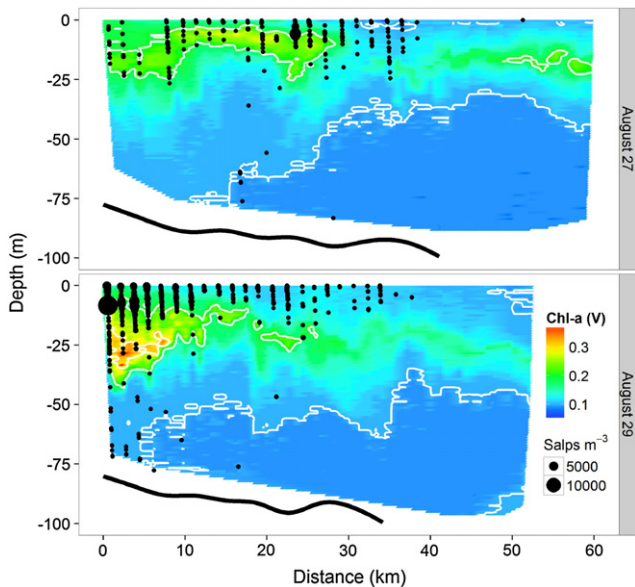 0
-25
-50
-75
-100
August 27
0
-25
-50
-75
-100
August 29
Depth (m)
Chl-a (V)
0.3
0.2
0.1
Salps m⁻³
5000
10000
0 10 20 30 40 50 60
Distance (km)